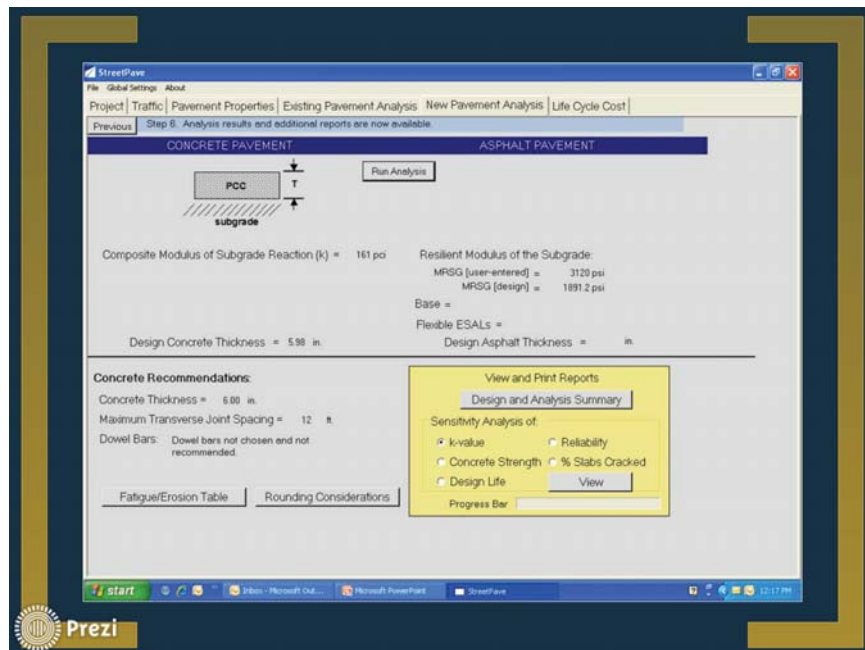 StreetPave
File Global Settings About
Project Traffic Pavement Properties Existing Pavement Analysis New Pavement Analysis Life Cycle Cost
Previous Step 6. Analysis results and additional reports are now available.
CONCRETE PAVEMENT ASPHALT PAVEMENT
Run Analysis
PCC T
subgrade
Composite Modulus of Subgrade Reaction (k) = 161 pci Resilient Modulus of the Subgrade:
MRSG [user-entered] = 3120 psi
MRSG [design] = 1891.2 psi
Base =
Flexible ESALs =
Design Concrete Thickness = 5.98 in. Design Asphalt Thickness = in.
Concrete Recommendations:
Concrete Thickness = 6.00 in.
Maximum Transverse Joint Spacing = 12 ft.
Dowel Bars: Dowel bars not chosen and not
recommended.
Fatigue/Erosion Table Rounding Considerations
View and Print Reports
Design and Analysis Summary
Sensitivity Analysis of:
k-value Reliability
Concrete Strength % Slabs Cracked
Design Life View
Progress Bar
start Inbox - Microsoft Out... Microsoft PowerPoint StreetPave 12:17 PM
Prezi